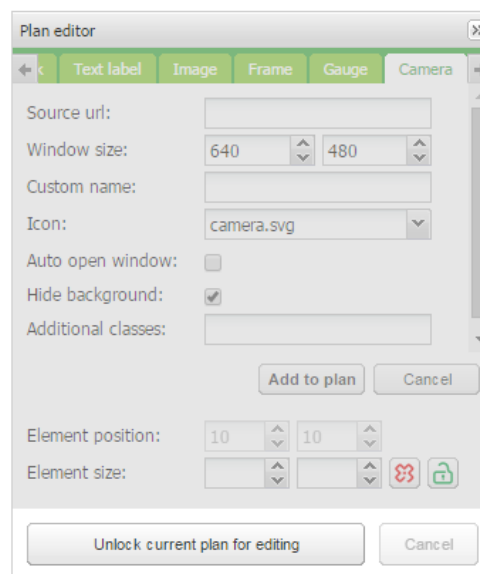 Plan editor
Text label Image Frame Gauge Camera
Source url:
Window size: 640 480
Custom name:
Icon: camera.svg
Auto open window:
Hide background:
Additional classes:
Add to plan Cancel
Element position: 10 10
Element size:
Unlock current plan for editing Cancel